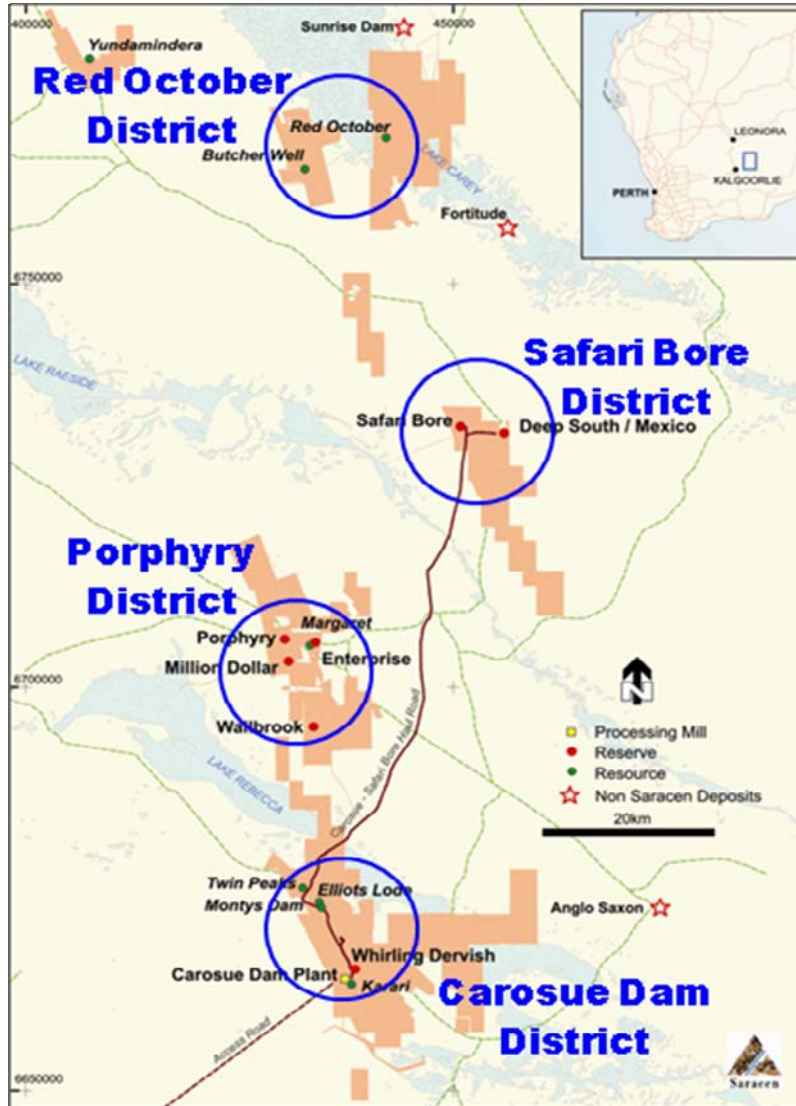 400000
450000
Sunrise Dam
Yundamindera
Red October
District
Red October
Butcher Well
LAKE CAREY
Fortitude
LEONORA
KALGOORLIE
PERTH
6750000
LAKE RAESIDE
Safari Bore
District
Safari Bore
Deep South / Mexico
Porphyry
District
Margaret
Porphyry
Enterprise
Million Dollar
6700000
Wallbrook
N
Processing Mill
Reserve
Resource
Non Saracen Deposits
20km
LAKE REBECCA
Carosue - Safari Bore Haul Road
Twin Peaks
Elliots Lode
Montys Dam
Anglo Saxon
Whirling Dervish
Carosue Dam Plant
Karari
Carosue Dam
District
Access Road
Saracen
6650000